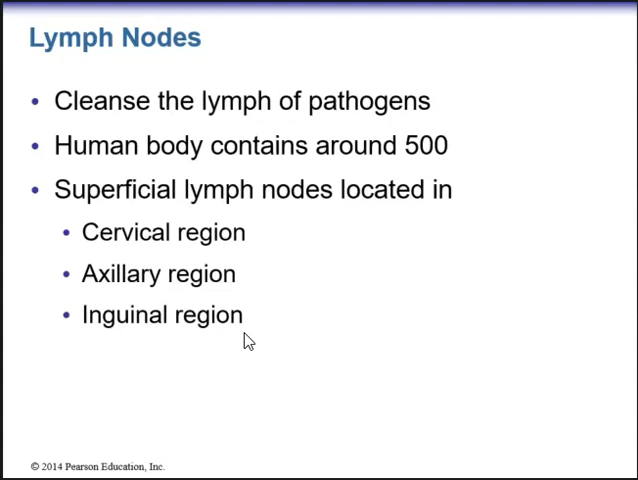 Lymph Nodes
• Cleanse the lymph of pathogens
• Human body contains around 500
• Superficial lymph nodes located in
• Cervical region
• Axillary region
• Inguinal region
© 2014 Pearson Education, Inc.